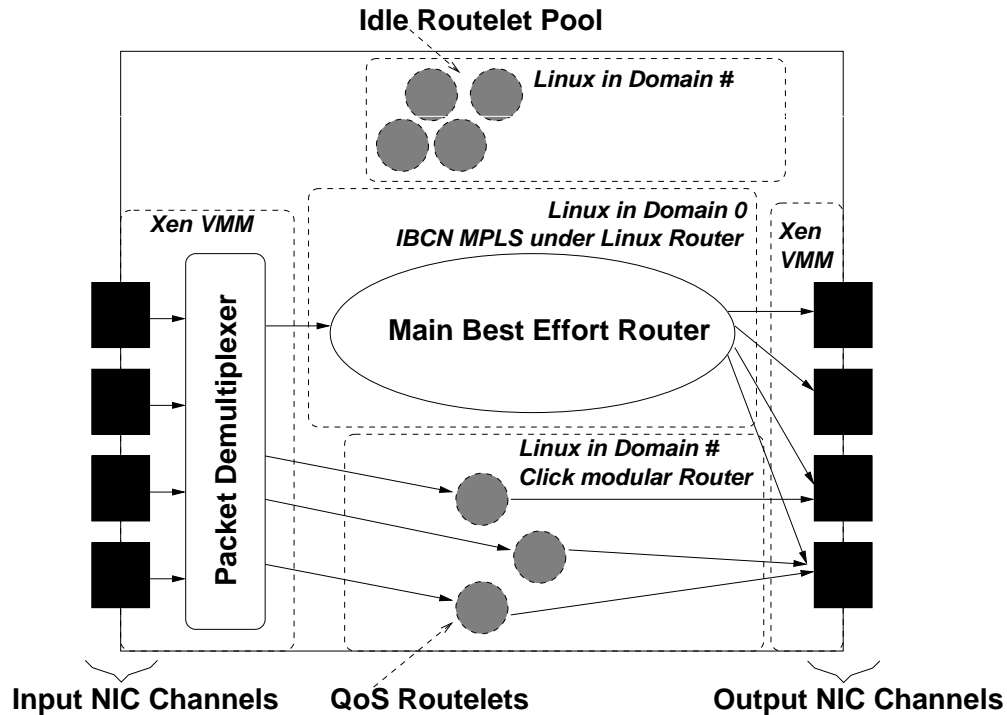 Idle Routelet Pool
Linux in Domain #
Linux in Domain 0
IBCN MPLS under Linux Router
Xen VMM
Xen
VMM
Packet Demultiplexer
Main Best Effort Router
Linux in Domain #
Click modular Router
Input NIC Channels
QoS Routelets
Output NIC Channels